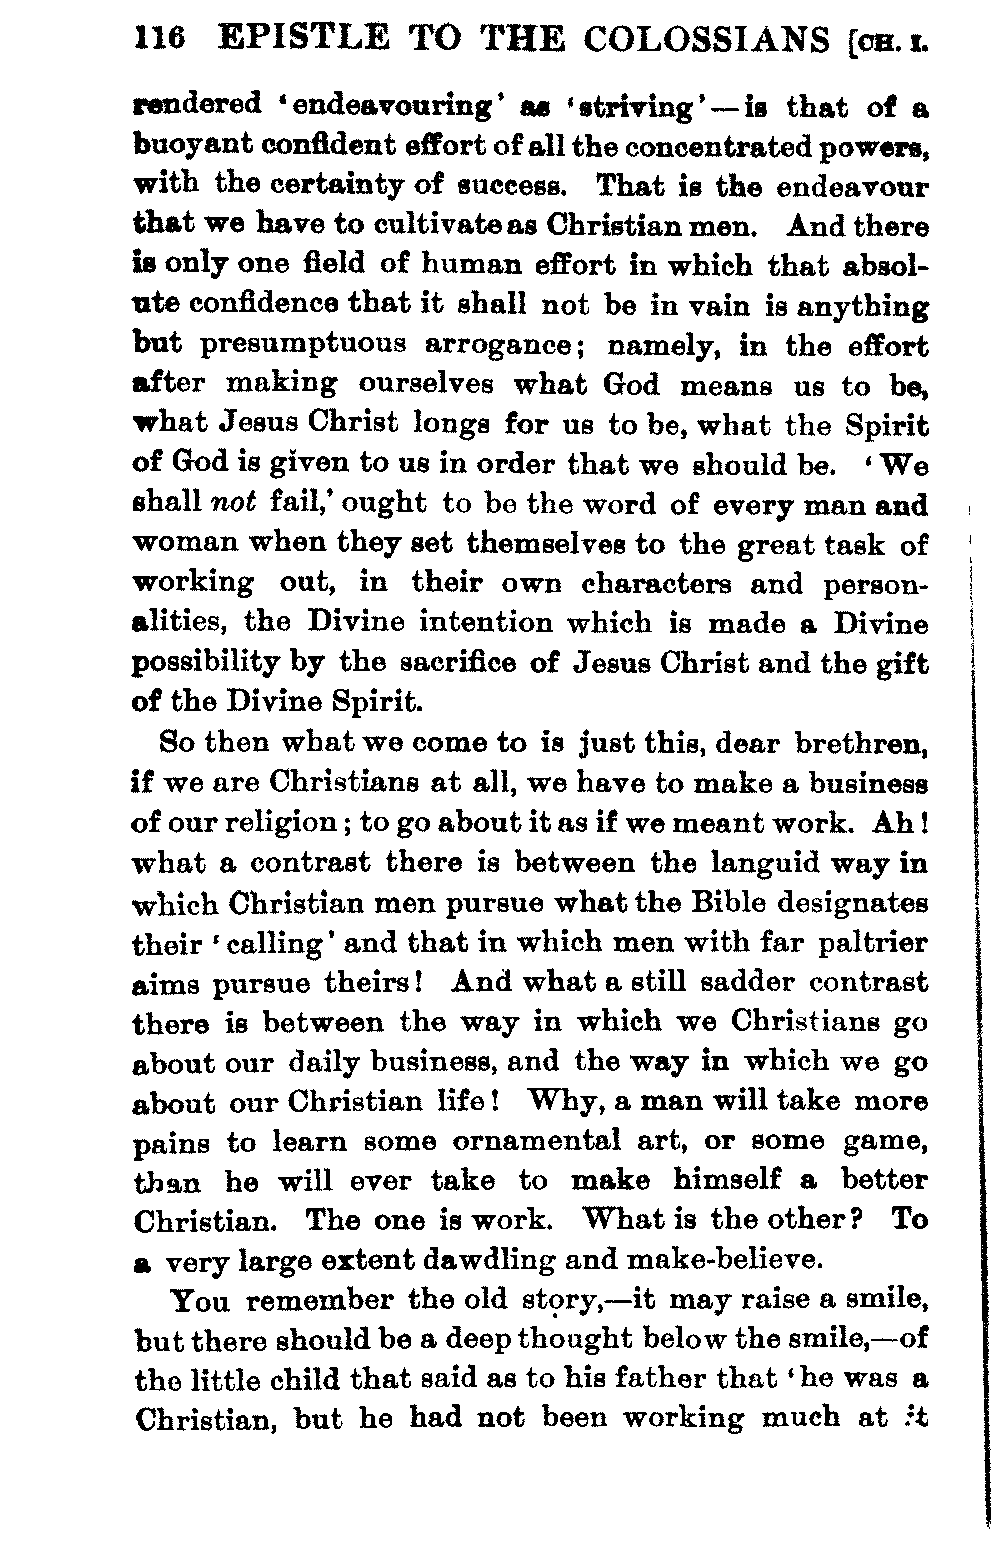 116 EPISTLE TO THE COLOSSIANS [CH. I.
rendered ‘endeavouring’ as ‘striving’—is that of a
buoyant confident effort of all the concentrated powers,
with the certainty of success. That is the endeavour
that we have to cultivate as Christian men. And there
is only one field of human effort in which that absol-
ute confidence that it shall not be in vain is anything
but presumptuous arrogance; namely, in the effort
after making ourselves what God means us to be,
what Jesus Christ longs for us to be, what the Spirit
of God is given to us in order that we should be. ‘We
shall not fail,’ ought to be the word of every man and
woman when they set themselves to the great task of
working out, in their own characters and person-
alities, the Divine intention which is made a Divine
possibility by the sacrifice of Jesus Christ and the gift
of the Divine Spirit.
So then what we come to is just this, dear brethren,
if we are Christians at all, we have to make a business
of our religion; to go about it as if we meant work. Ah!
what a contrast there is between the languid way in
which Christian men pursue what the Bible designates
their ‘calling’ and that in which men with far paltrier
aims pursue theirs! And what a still sadder contrast
there is between the way in which we Christians go
about our daily business, and the way in which we go
about our Christian life! Why, a man will take more
pains to learn some ornamental art, or some game,
than he will ever take to make himself a better
Christian. The one is work. What is the other? To
a very large extent dawdling and make-believe.
You remember the old story,—it may raise a smile,
but there should be a deep thought below the smile,—of
the little child that said as to his father that ‘he was a
Christian, but he had not been working much at it